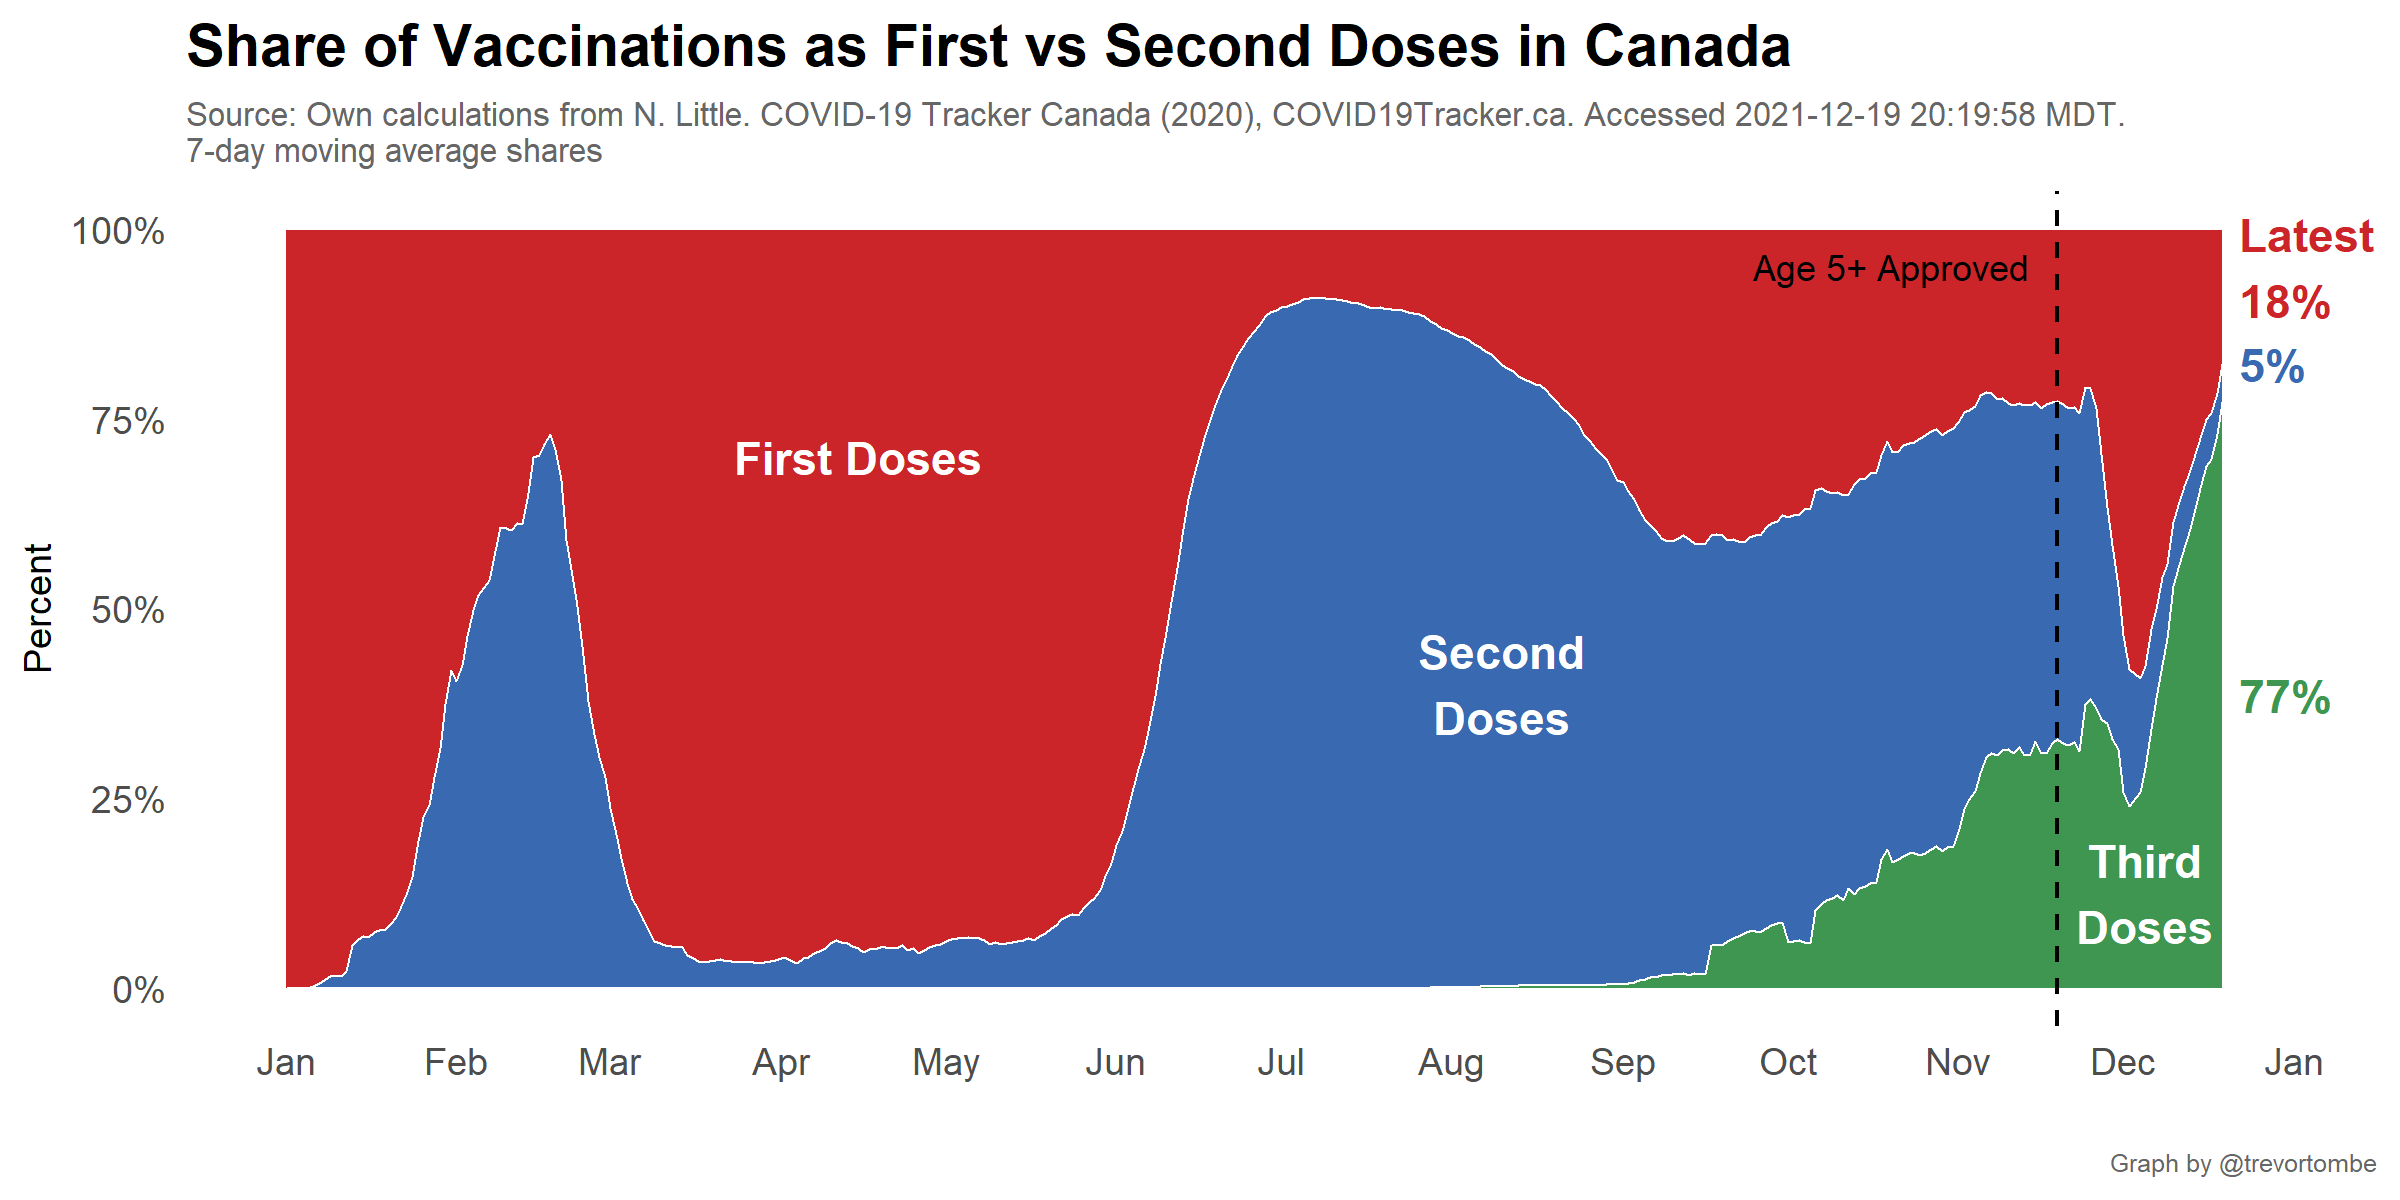 Share of Vaccinations as First vs Second Doses in Canada
Source: Own calculations from N. Little. COVID-19 Tracker Canada (2020), COVID19Tracker.ca. Accessed 2021-12-19 20:19:58 MDT.
7-day moving average shares
Percent
100%
75%
50%
25%
0%
First Doses
Second
Doses
Third
Doses
Age 5+ Approved
Latest
18%
5%
77%
Jan Feb Mar Apr May Jun Jul Aug Sep Oct Nov Dec Jan
Graph by @trevortombe